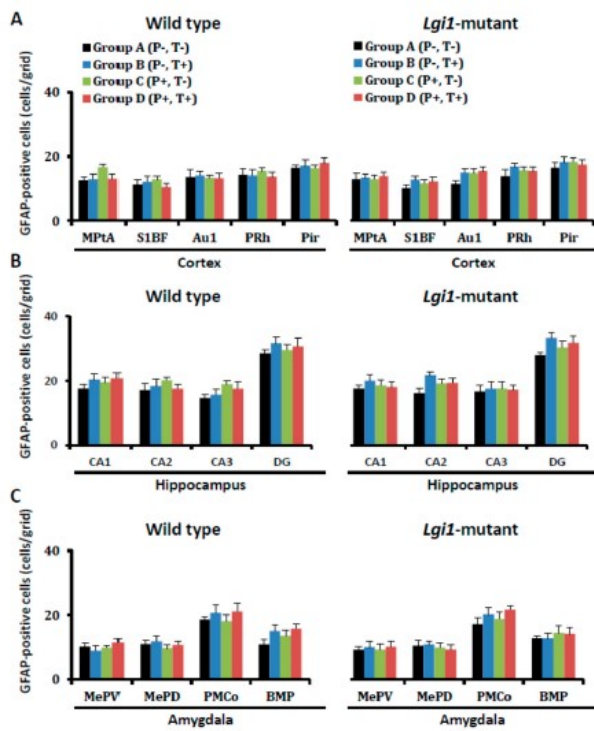 A
Wild type
Lgi1-mutant
Group A (P-, T-)
Group B (P-, T+)
Group C (P+, T-)
Group D (P+, T+)
Group A (P-, T-)
Group B (P-, T+)
Group C (P+, T-)
Group D (P+, T+)
GFAP-positive cells (cells/grid)
40
20
0
MPtA S1BF Au1 PRh Pir
MPtA S1BF Au1 PRh Pir
Cortex
Cortex
B
Wild type
Lgi1-mutant
GFAP-positive cells (cells/grid)
40
20
0
CA1 CA2 CA3 DG
CA1 CA2 CA3 DG
Hippocampus
Hippocampus
C
Wild type
Lgi1-mutant
GFAP-positive cells (cells/grid)
40
20
0
MePV MePD PMCo BMP
MePV MePD PMCo BMP
Amygdala
Amygdala